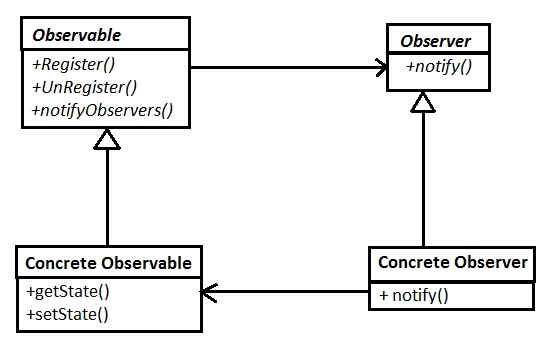 Observable
+Register()
+UnRegister()
+notifyObservers()
Observer
+notify()
Concrete Observable
+getState()
+setState()
Concrete Observer
+ notify()